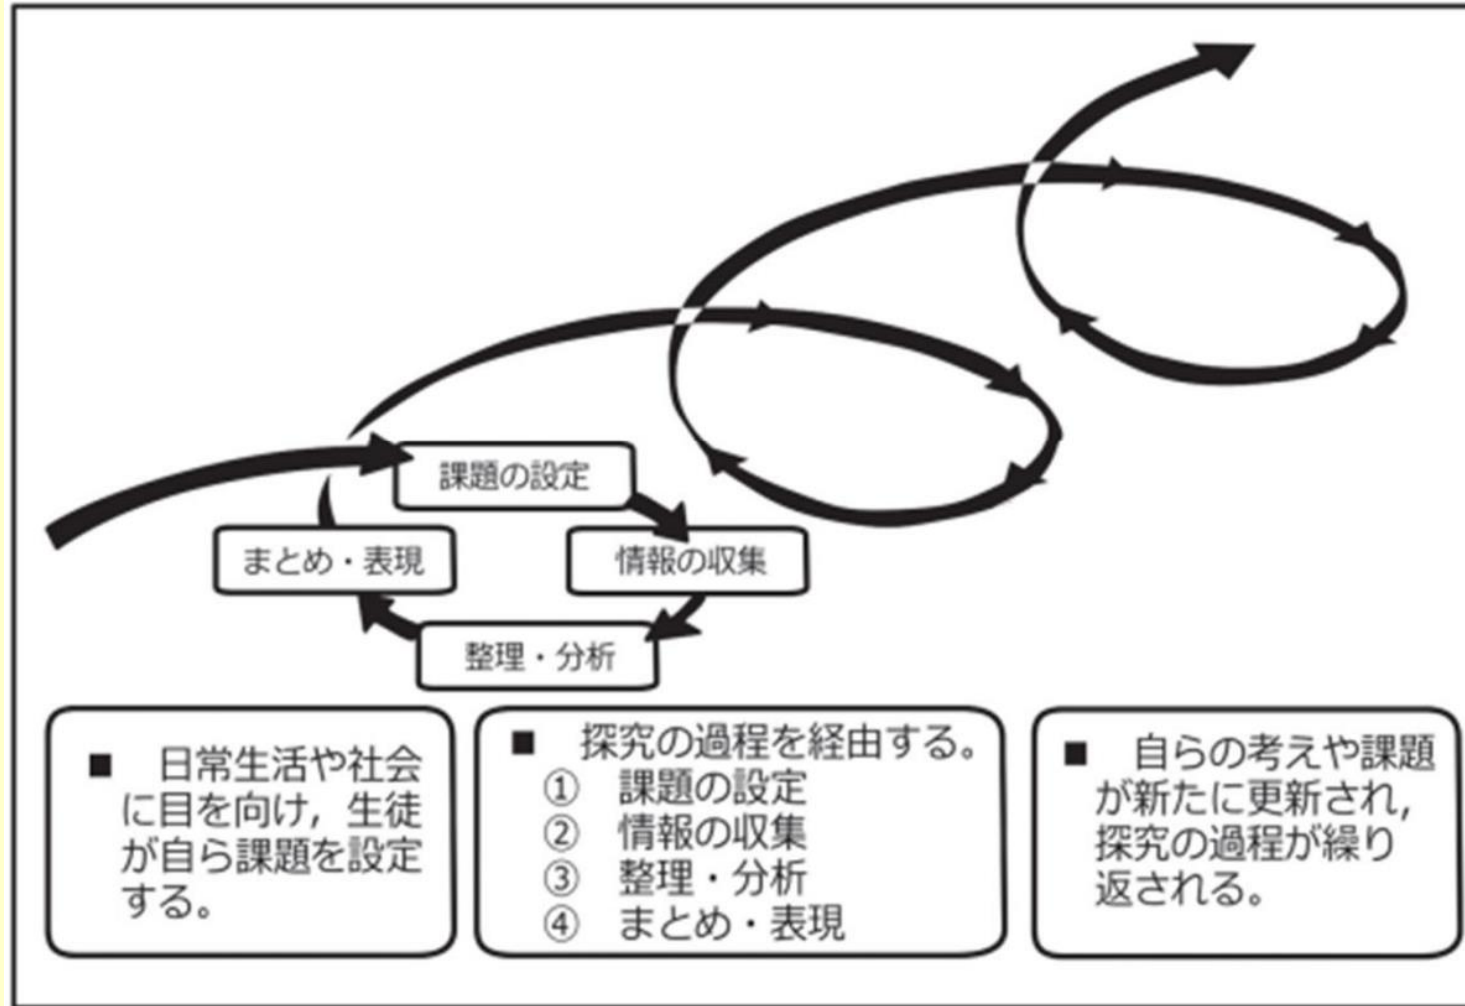 課題の設定
まとめ・表現
情報の収集
整理・分析
■ 日常生活や社会
に目を向け，生徒
が自ら課題を設定
する。
■ 探究の過程を経由する。
① 課題の設定
② 情報の収集
③ 整理・分析
④ まとめ・表現
■ 自らの考えや課題
が新たに更新され，
探究の過程が繰り
返される。